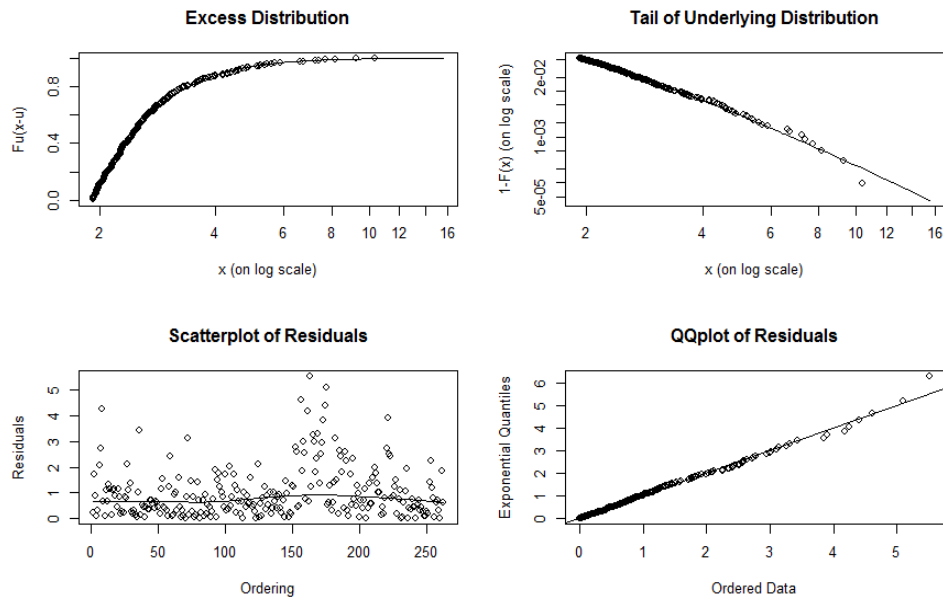 Excess Distribution
Fu(x-u)
0.0 0.4 0.8
2 4 6 8 10 12 16
x (on log scale)
Tail of Underlying Distribution
1-F(x) (on log scale)
5e-05 1e-03 2e-02
2 4 6 8 10 16
x (on log scale)
Scatterplot of Residuals
Residuals
0 1 2 3 4 5
0 50 100 150 200 250
Ordering
QQplot of Residuals
Exponential Quantiles
0 1 2 3 4 5 6
0 1 2 3 4 5
Ordered Data